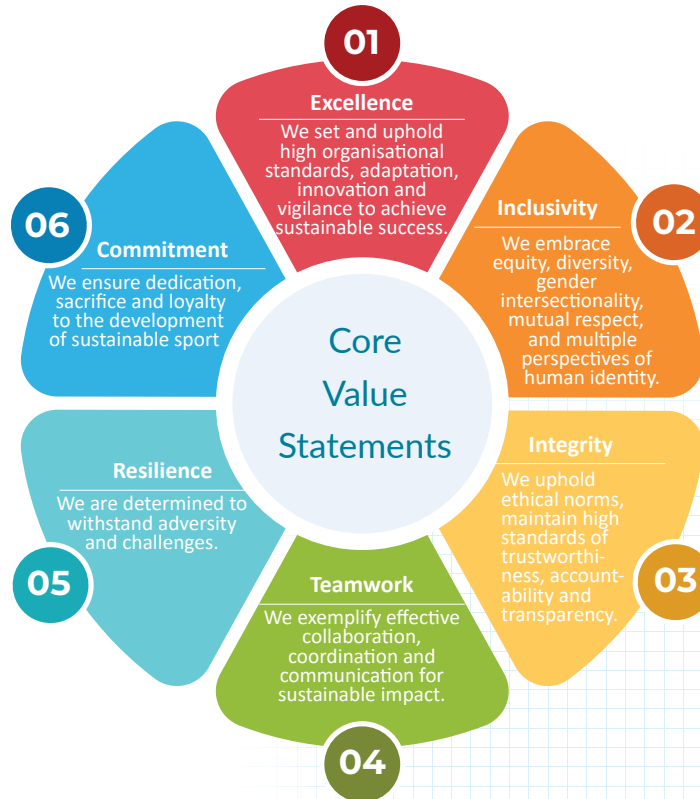 01
Excellence
We set and uphold
high organisational
standards, adaptation,
innovation and
vigilance to achieve
sustainable success.
02
Inclusivity
We embrace
equity, diversity,
gender
intersectionality,
mutual respect,
and multiple
perspectives of
human identity.
03
Integrity
We uphold
ethical norms,
maintain high
standards of
trustworthi-
ness, account-
ability and
transparency.
04
Teamwork
We exemplify effective
collaboration,
coordination and
communication for
sustainable impact.
05
Resilience
We are determined to
withstand adversity
and challenges.
06
Commitment
We ensure dedication,
sacrifice and loyalty
to the development
of sustainable sport
Core
Value
Statements